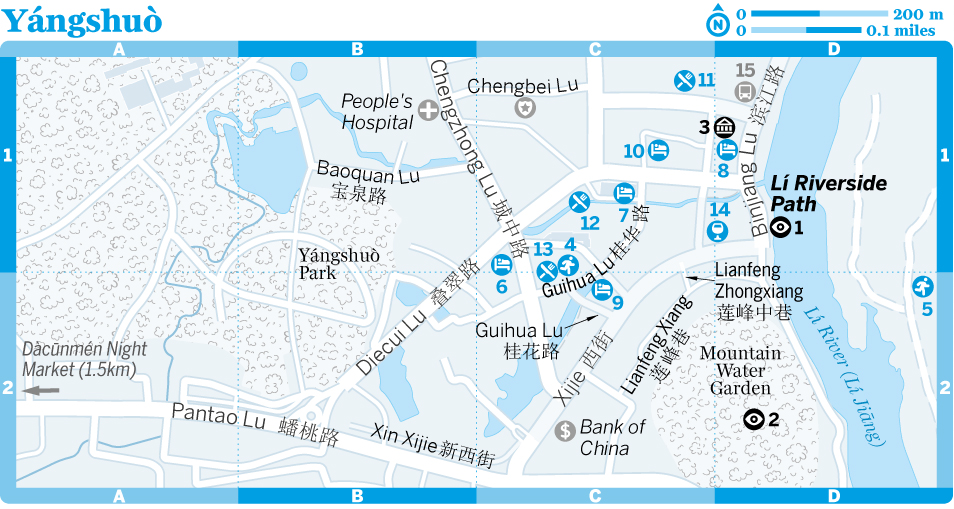 Yángshuò
N
0 200 m
0 0.1 miles
A
B
C
D
1
2
1
2
A
B
C
D
Chengzhong Lu 城中路
Chengbei Lu
People's
Hospital
11
15
Binjiang Lu 滨江路
3
10
8
Baoquan Lu
宝泉路
Lí Riverside
Path
1
14
12
7
Guihua Lu 桂华路
13
4
6
9
Yángshuò
Park
Diecui Lu 叠翠路
Lianfeng
Zhongxiang
莲峰中巷
5
Guihua Lu
桂花路
Xijie 西街
Lianfeng Xiang
莲峰巷
Lí River (Lí Jiāng)
Dàcūnmén Night
Market (1.5km)
Mountain
Water
Garden
2
Pantao Lu 蟠桃路
Xin Xijie 新西街
$
Bank of
China